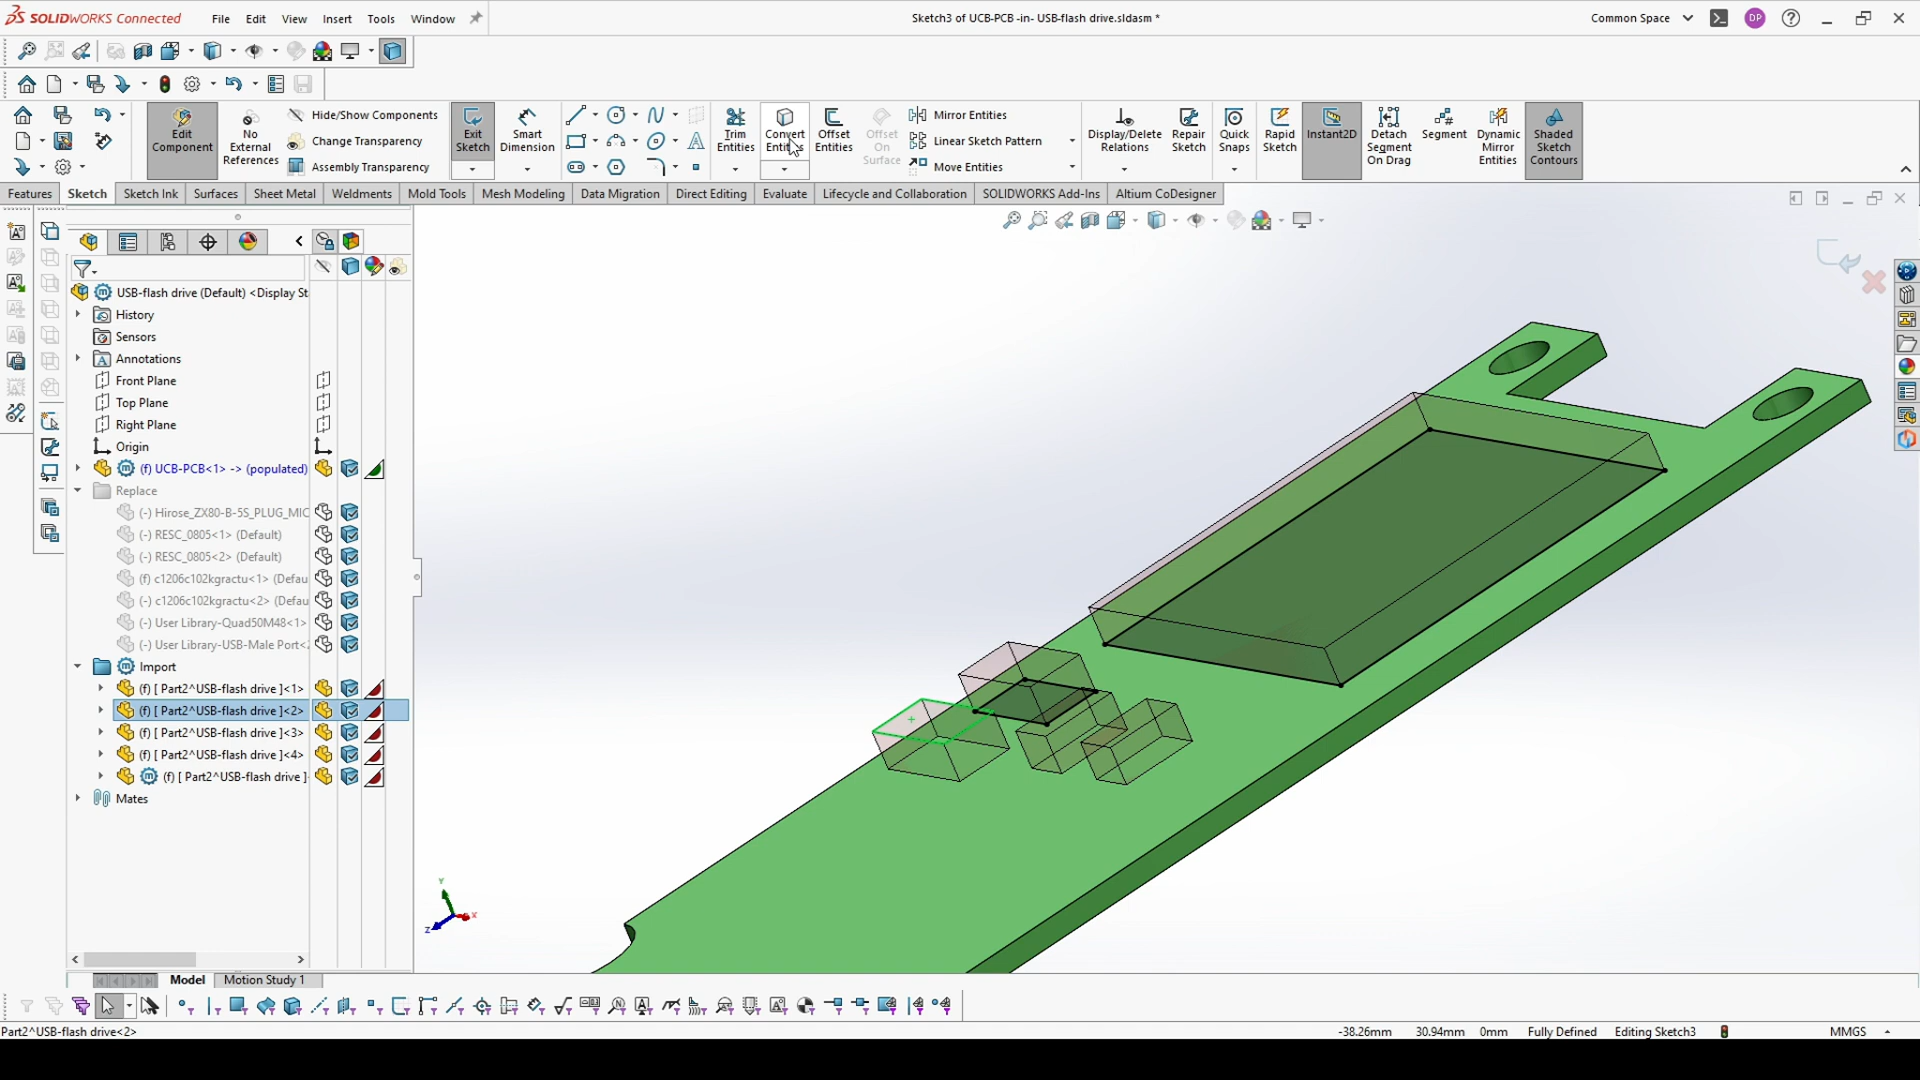 SOLIDWORKS Connected
File Edit View Insert Tools Window
Sketch3 of UCB-PCB -in- USB-flash drive.sldasm *
Common Space
DP
Edit Component
No External References
Hide/Show Components
Change Transparency
Assembly Transparency
Exit Sketch
Smart Dimension
Trim Entities
Convert Entities
Offset Entities
Offset On Surface
Mirror Entities
Linear Sketch Pattern
Move Entities
Display/Delete Relations
Repair Sketch
Quick Snaps
Rapid Sketch
Instant2D
Detach Segment On Drag
Segment
Dynamic Mirror Entities
Shaded Sketch Contours
Features Sketch Sketch Ink Surfaces Sheet Metal Weldments Mold Tools Mesh Modeling Data Migration Direct Editing Evaluate Lifecycle and Collaboration SOLIDWORKS Add-Ins Altium CoDesigner
USB-flash drive (Default) <Display St
History
Sensors
Annotations
Front Plane
Top Plane
Right Plane
Origin
(f) UCB-PCB<1> -> (populated)
Replace
(-) Hirose_ZX80-B-5S_PLUG_MIC
(-) RESC_0805<1> (Default)
(-) RESC_0805<2> (Default)
(f) c1206c102kgractu<1> (Defau
(-) c1206c102kgractu<2> (Defau
(-) User Library-Quad50M48<1>
(-) User Library-USB-Male Port<
Import
(f) [ Part2^USB-flash drive ]<1>
(f) [ Part2^USB-flash drive ]<2>
(f) [ Part2^USB-flash drive ]<3>
(f) [ Part2^USB-flash drive ]<4>
(f) [ Part2^USB-flash drive ]
Mates
Y
X
Z
Model Motion Study 1
Part2^USB-flash drive<2>
-38.26mm 30.94mm 0mm Fully Defined Editing Sketch3 MMGS